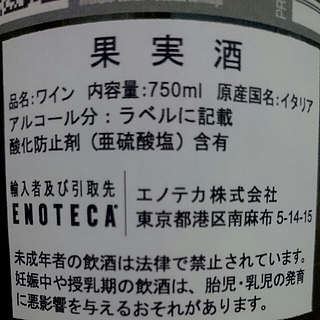 果実酒
品名:ワイン 内容量:750ml 原産国名:イタリア
アルコール分:ラベルに記載
酸化防止剤(亜硫酸塩)含有
輸入者及び引取先
ENOTECA
エノテカ株式会社
東京都港区南麻布5-14-15
未成年者の飲酒は法律で禁止されています。
妊娠中や授乳期の飲酒は、胎児・乳児の発育
に悪影響を与えるおそれがあります。